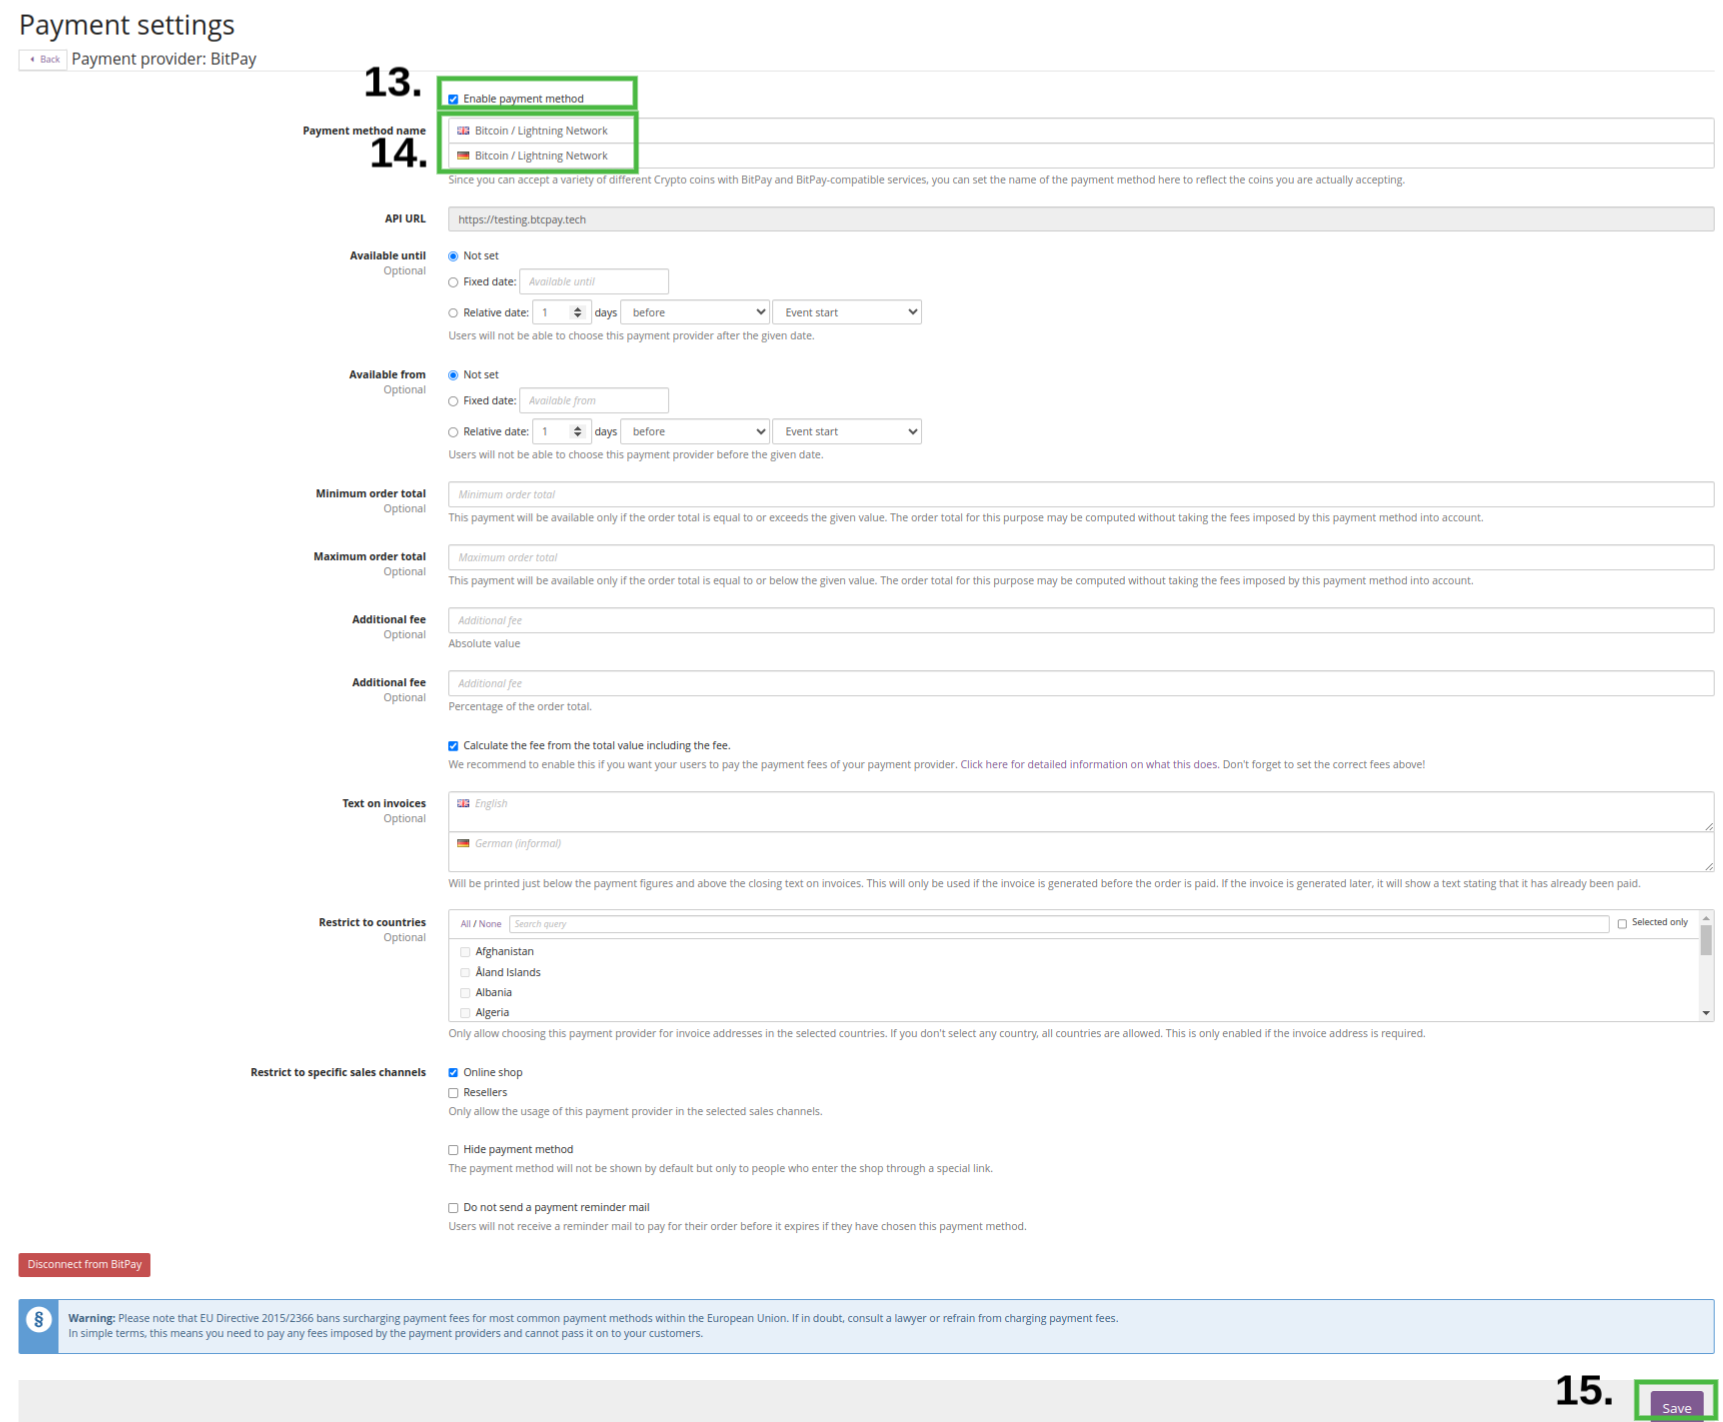 Payment settings
Back Payment provider: BitPay
13.
Enable payment method
Payment method name
Bitcoin / Lightning Network
14.
Bitcoin / Lightning Network
Since you can accept a variety of different Crypto coins with BitPay and BitPay-compatible services, you can set the name of the payment method here to reflect the coins you are actually accepting.
API URL
https://testing.btcpay.tech
Available until
Optional
Not set
Fixed date: Available until
Relative date: 1 days before Event start
Users will not be able to choose this payment provider after the given date.
Available from
Optional
Not set
Fixed date: Available from
Relative date: 1 days before Event start
Users will not be able to choose this payment provider before the given date.
Minimum order total
Optional
Minimum order total
This payment will be available only if the order total is equal to or exceeds the given value. The order total for this purpose may be computed without taking the fees imposed by this payment method into account.
Maximum order total
Optional
Maximum order total
This payment will be available only if the order total is equal to or below the given value. The order total for this purpose may be computed without taking the fees imposed by this payment method into account.
Additional fee
Optional
Additional fee
Absolute value
Additional fee
Optional
Additional fee
Percentage of the order total.
Calculate the fee from the total value including the fee.
We recommend to enable this if you want your users to pay the payment fees of your payment provider. Click here for detailed information on what this does. Don't forget to set the correct fees above!
Text on invoices
Optional
English
German (informal)
Will be printed just below the payment figures and above the closing text on invoices. This will only be used if the invoice is generated before the order is paid. If the invoice is generated later, it will show a text stating that it has already been paid.
Restrict to countries
Optional
All / None Search query Selected only
Afghanistan
Åland Islands
Albania
Algeria
Only allow choosing this payment provider for invoice addresses in the selected countries. If you don't select any country, all countries are allowed. This is only enabled if the invoice address is required.
Restrict to specific sales channels
Online shop
Resellers
Only allow the usage of this payment provider in the selected sales channels.
Hide payment method
The payment method will not be shown by default but only to people who enter the shop through a special link.
Do not send a payment reminder mail
Users will not receive a reminder mail to pay for their order before it expires if they have chosen this payment method.
Disconnect from BitPay
§
Warning: Please note that EU Directive 2015/2366 bans surcharging payment fees for most common payment methods within the European Union. If in doubt, consult a lawyer or refrain from charging payment fees.
In simple terms, this means you need to pay any fees imposed by the payment providers and cannot pass it on to your customers.
15.
Save